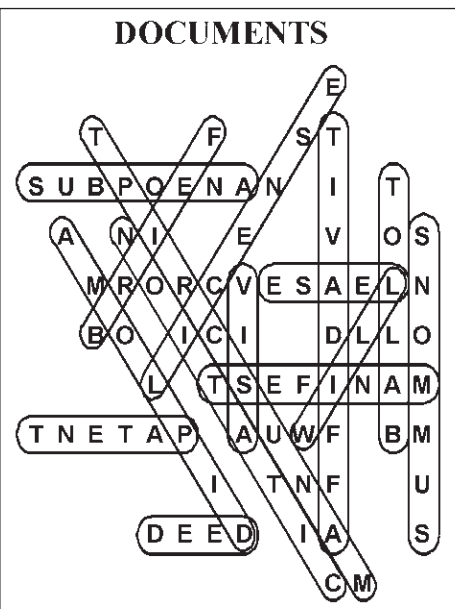 DOCUMENTS
E
T F S T
S U B P O E N A N I T
A N I E V O S
M R O R C V E S A E L N
B O I C I D L L O
L T S E F I N A M
T N E T A P A U W F B M
I T N F U
D E E D I A S
C M